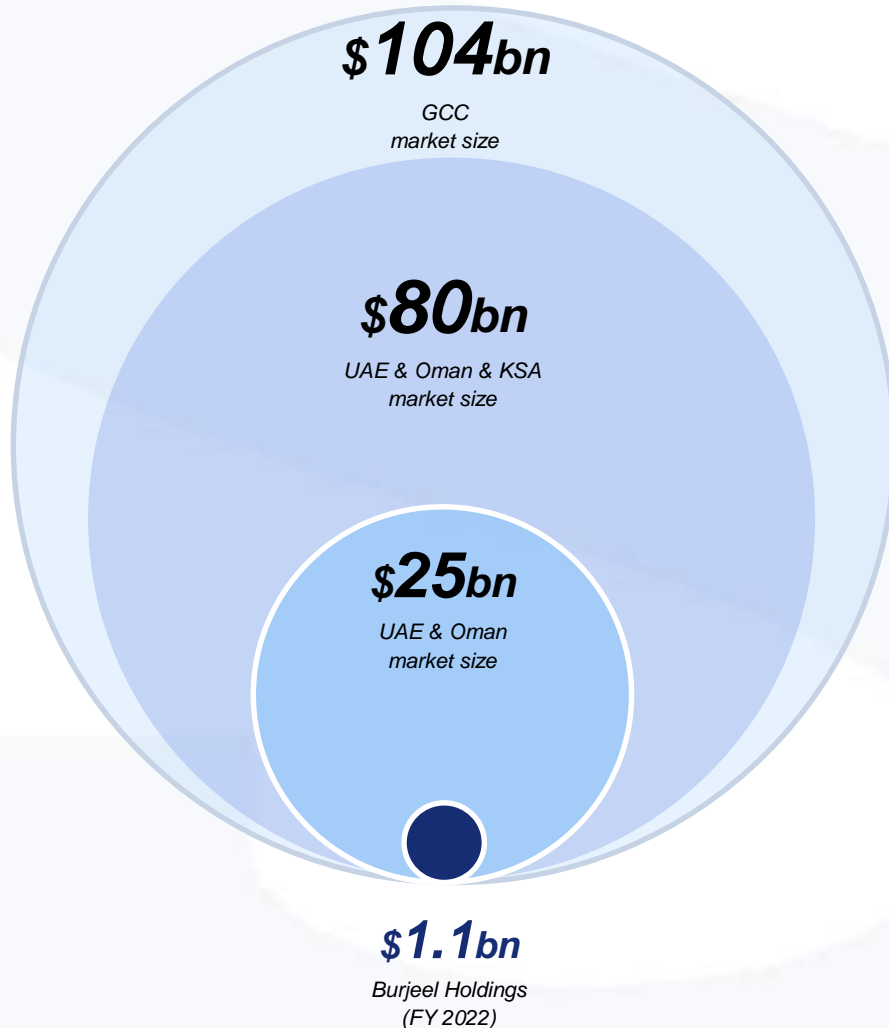 $104bn
GCC
market size
$80bn
UAE & Oman & KSA
market size
$25bn
UAE & Oman
market size
$1.1bn
Burjeel Holdings
(FY 2022)